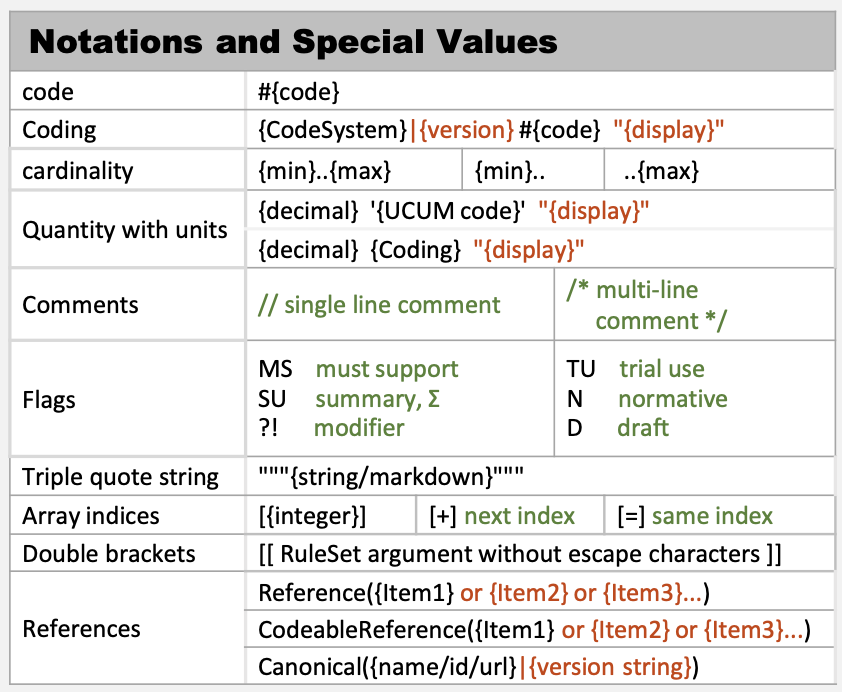 Notations and Special Values
code #{code}
Coding {CodeSystem}|{version} #{code} "{display}"
cardinality {min}..{max} {min}.. ..{max}
Quantity with units {decimal} '{UCUM code}' "{display}"
{decimal} {Coding} "{display}"
Comments // single line comment /* multi-line
comment */
Flags MS must support TU trial use
SU summary, Σ N normative
?! modifier D draft
Triple quote string """{string/markdown}"""
Array indices [{integer}] [+] next index [=] same index
Double brackets [[ RuleSet argument without escape characters ]]
References Reference({Item1} or {Item2} or {Item3}...)
CodeableReference({Item1} or {Item2} or {Item3}...)
Canonical({name/id/url}|{version string})